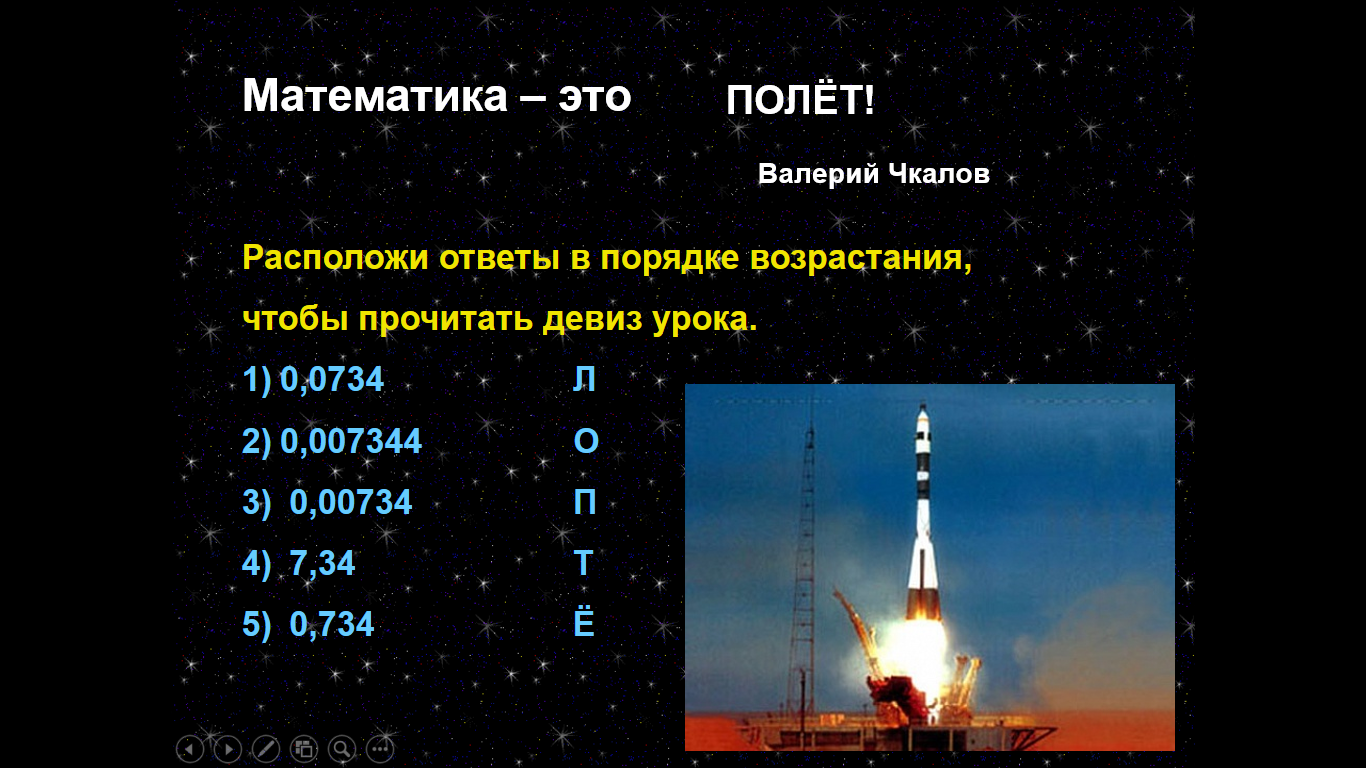 Математика – это ПОЛЁТ!
Валерий Чкалов
Расположи ответы в порядке возрастания,
чтобы прочитать девиз урока.
1) 0,0734 Л
2) 0,007344 О
3) 0,00734 П
4) 7,34 Т
5) 0,734 Ё